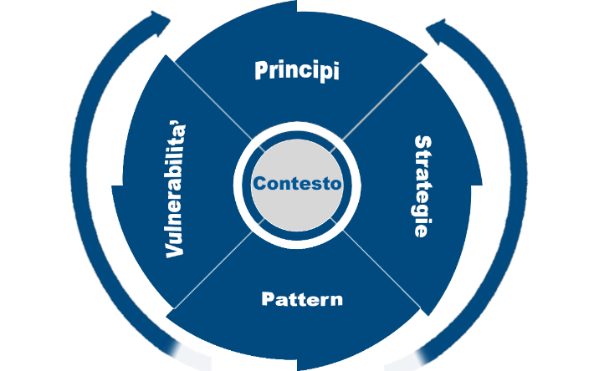 Principi
Vulnerabilita'
Contesto
Strategie
Pattern